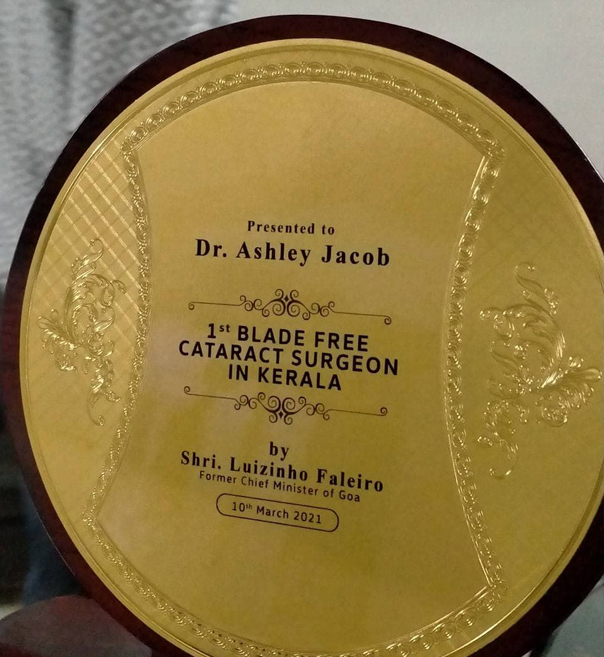 Presented to
Dr. Ashley Jacob
1st BLADE FREE
CATARACT SURGEON
IN KERALA
by
Shri. Luizinho Faleiro
Former Chief Minister of Goa
10th March 2021